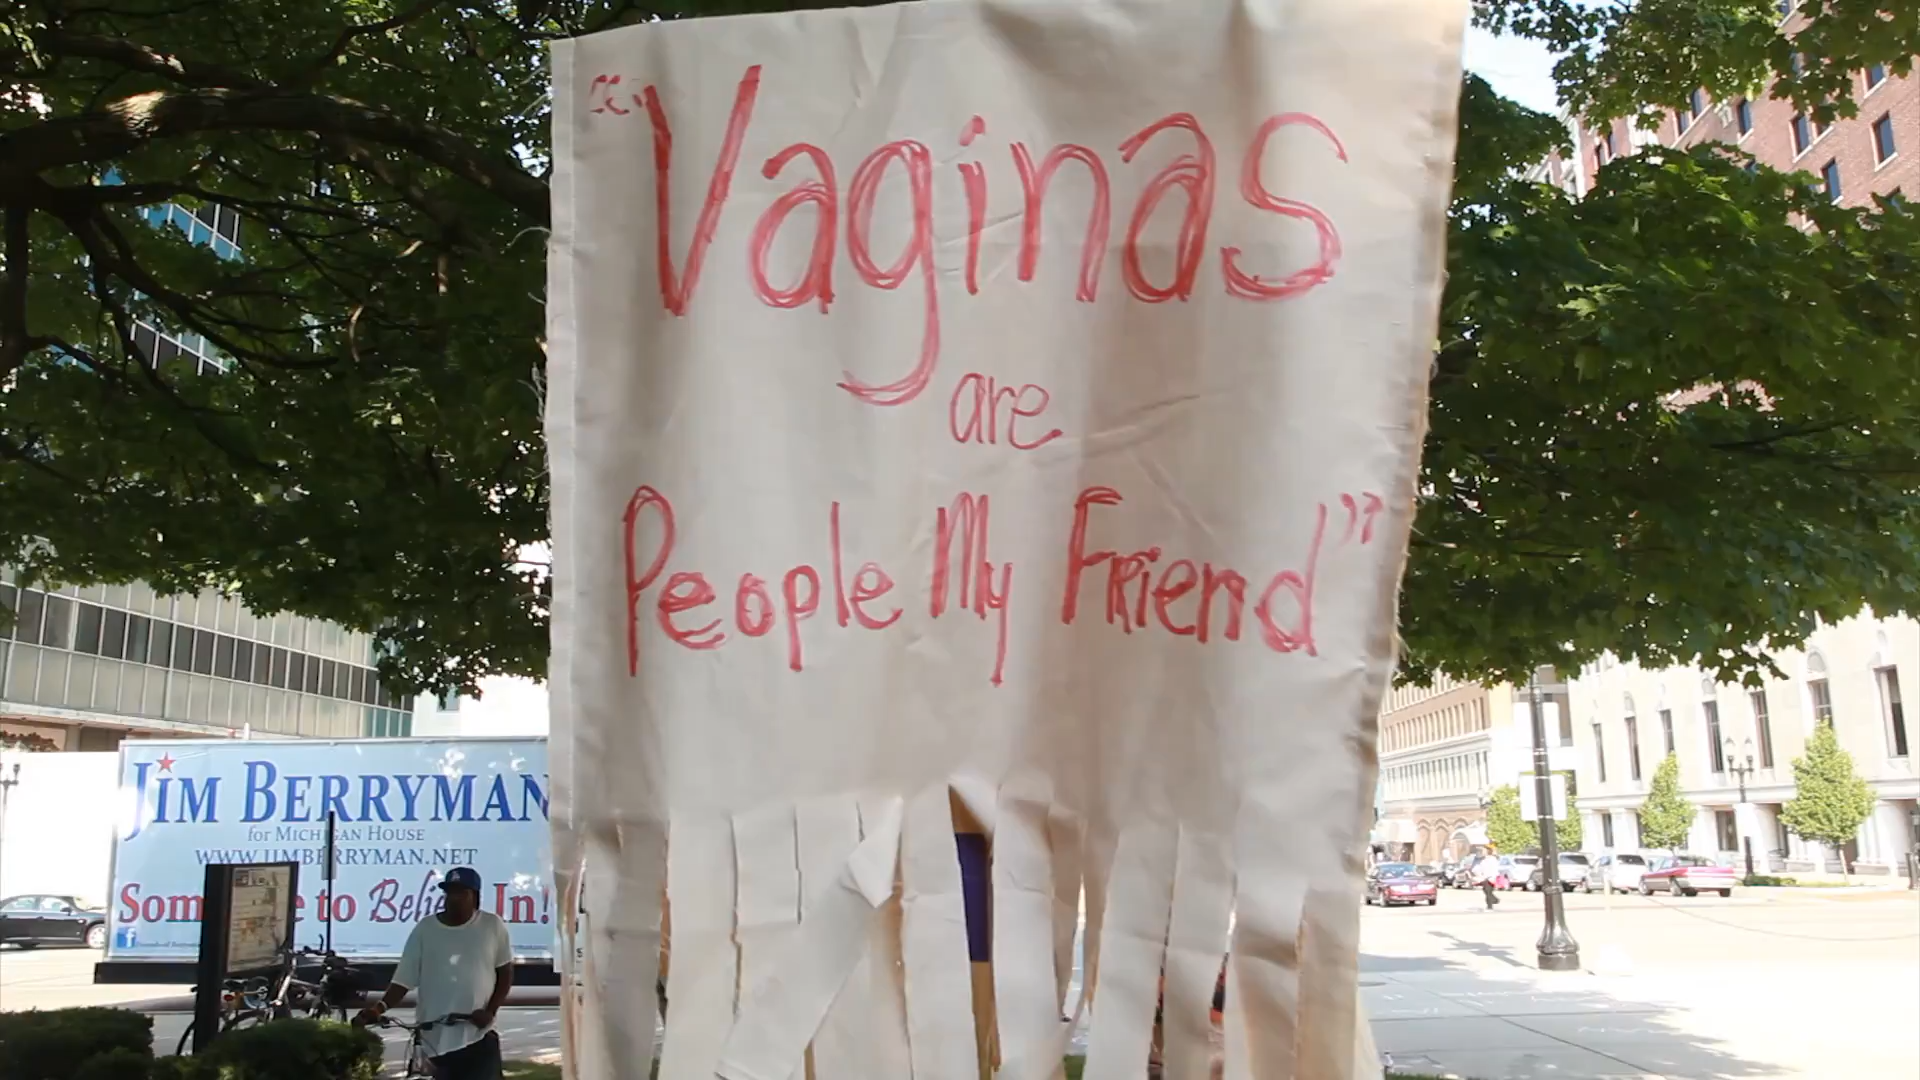 “Vaginas
are
People My Friend”
JIM BERRYMAN
for MICHIGAN HOUSE
WWW.JIMBERRYMAN.NET
to Believe In!